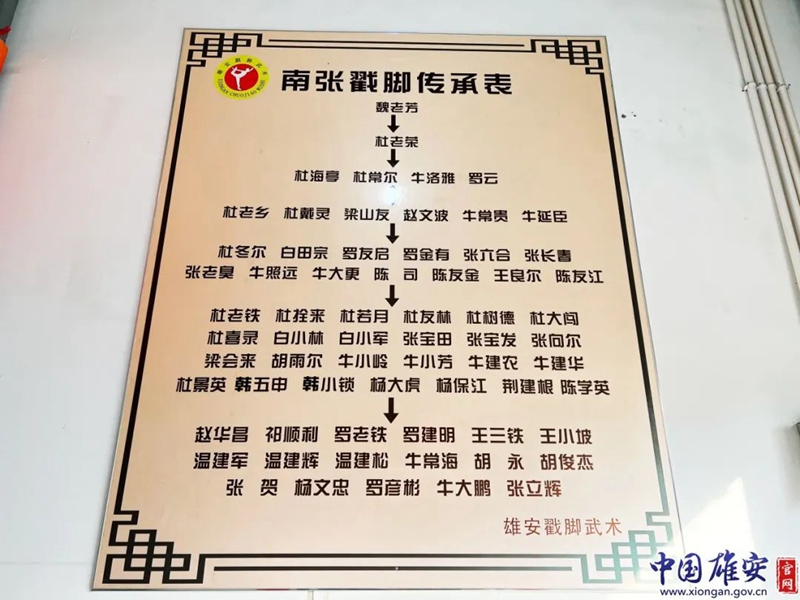 雄安戳脚武术
XIONGAN CHUOJIAO WUSHU
南张戳脚传承表
魏老芳
杜老荣
杜海亭 杜常尔 牛洛雅 罗云
杜老乡 杜戴灵 梁山友 赵文波 牛常贵 牛延臣
杜冬尔 白田宗 罗友启 罗金有 张六合 张长春
张老臭 牛照远 牛大更 陈 司 陈友金 王良尔 陈友江
杜老铁 杜拴来 杜若月 杜友林 杜树德 杜大闯
杜喜录 白小林 白小军 张宝田 张宝发 张向尔
梁会来 胡雨尔 牛小岭 牛小芳 牛建农 牛建华
杜景英 韩五申 韩小锁 杨大虎 杨保江 荆建根 陈学英
赵华昌 祁顺利 罗老铁 罗建明 王三铁 王小坡
温建军 温建辉 温建松 牛常海 胡 永 胡俊杰
张 贺 杨文忠 罗彦彬 牛大鹏 张立辉
雄安戳脚武术
中国雄安 官网
www.xiongan.gov.cn